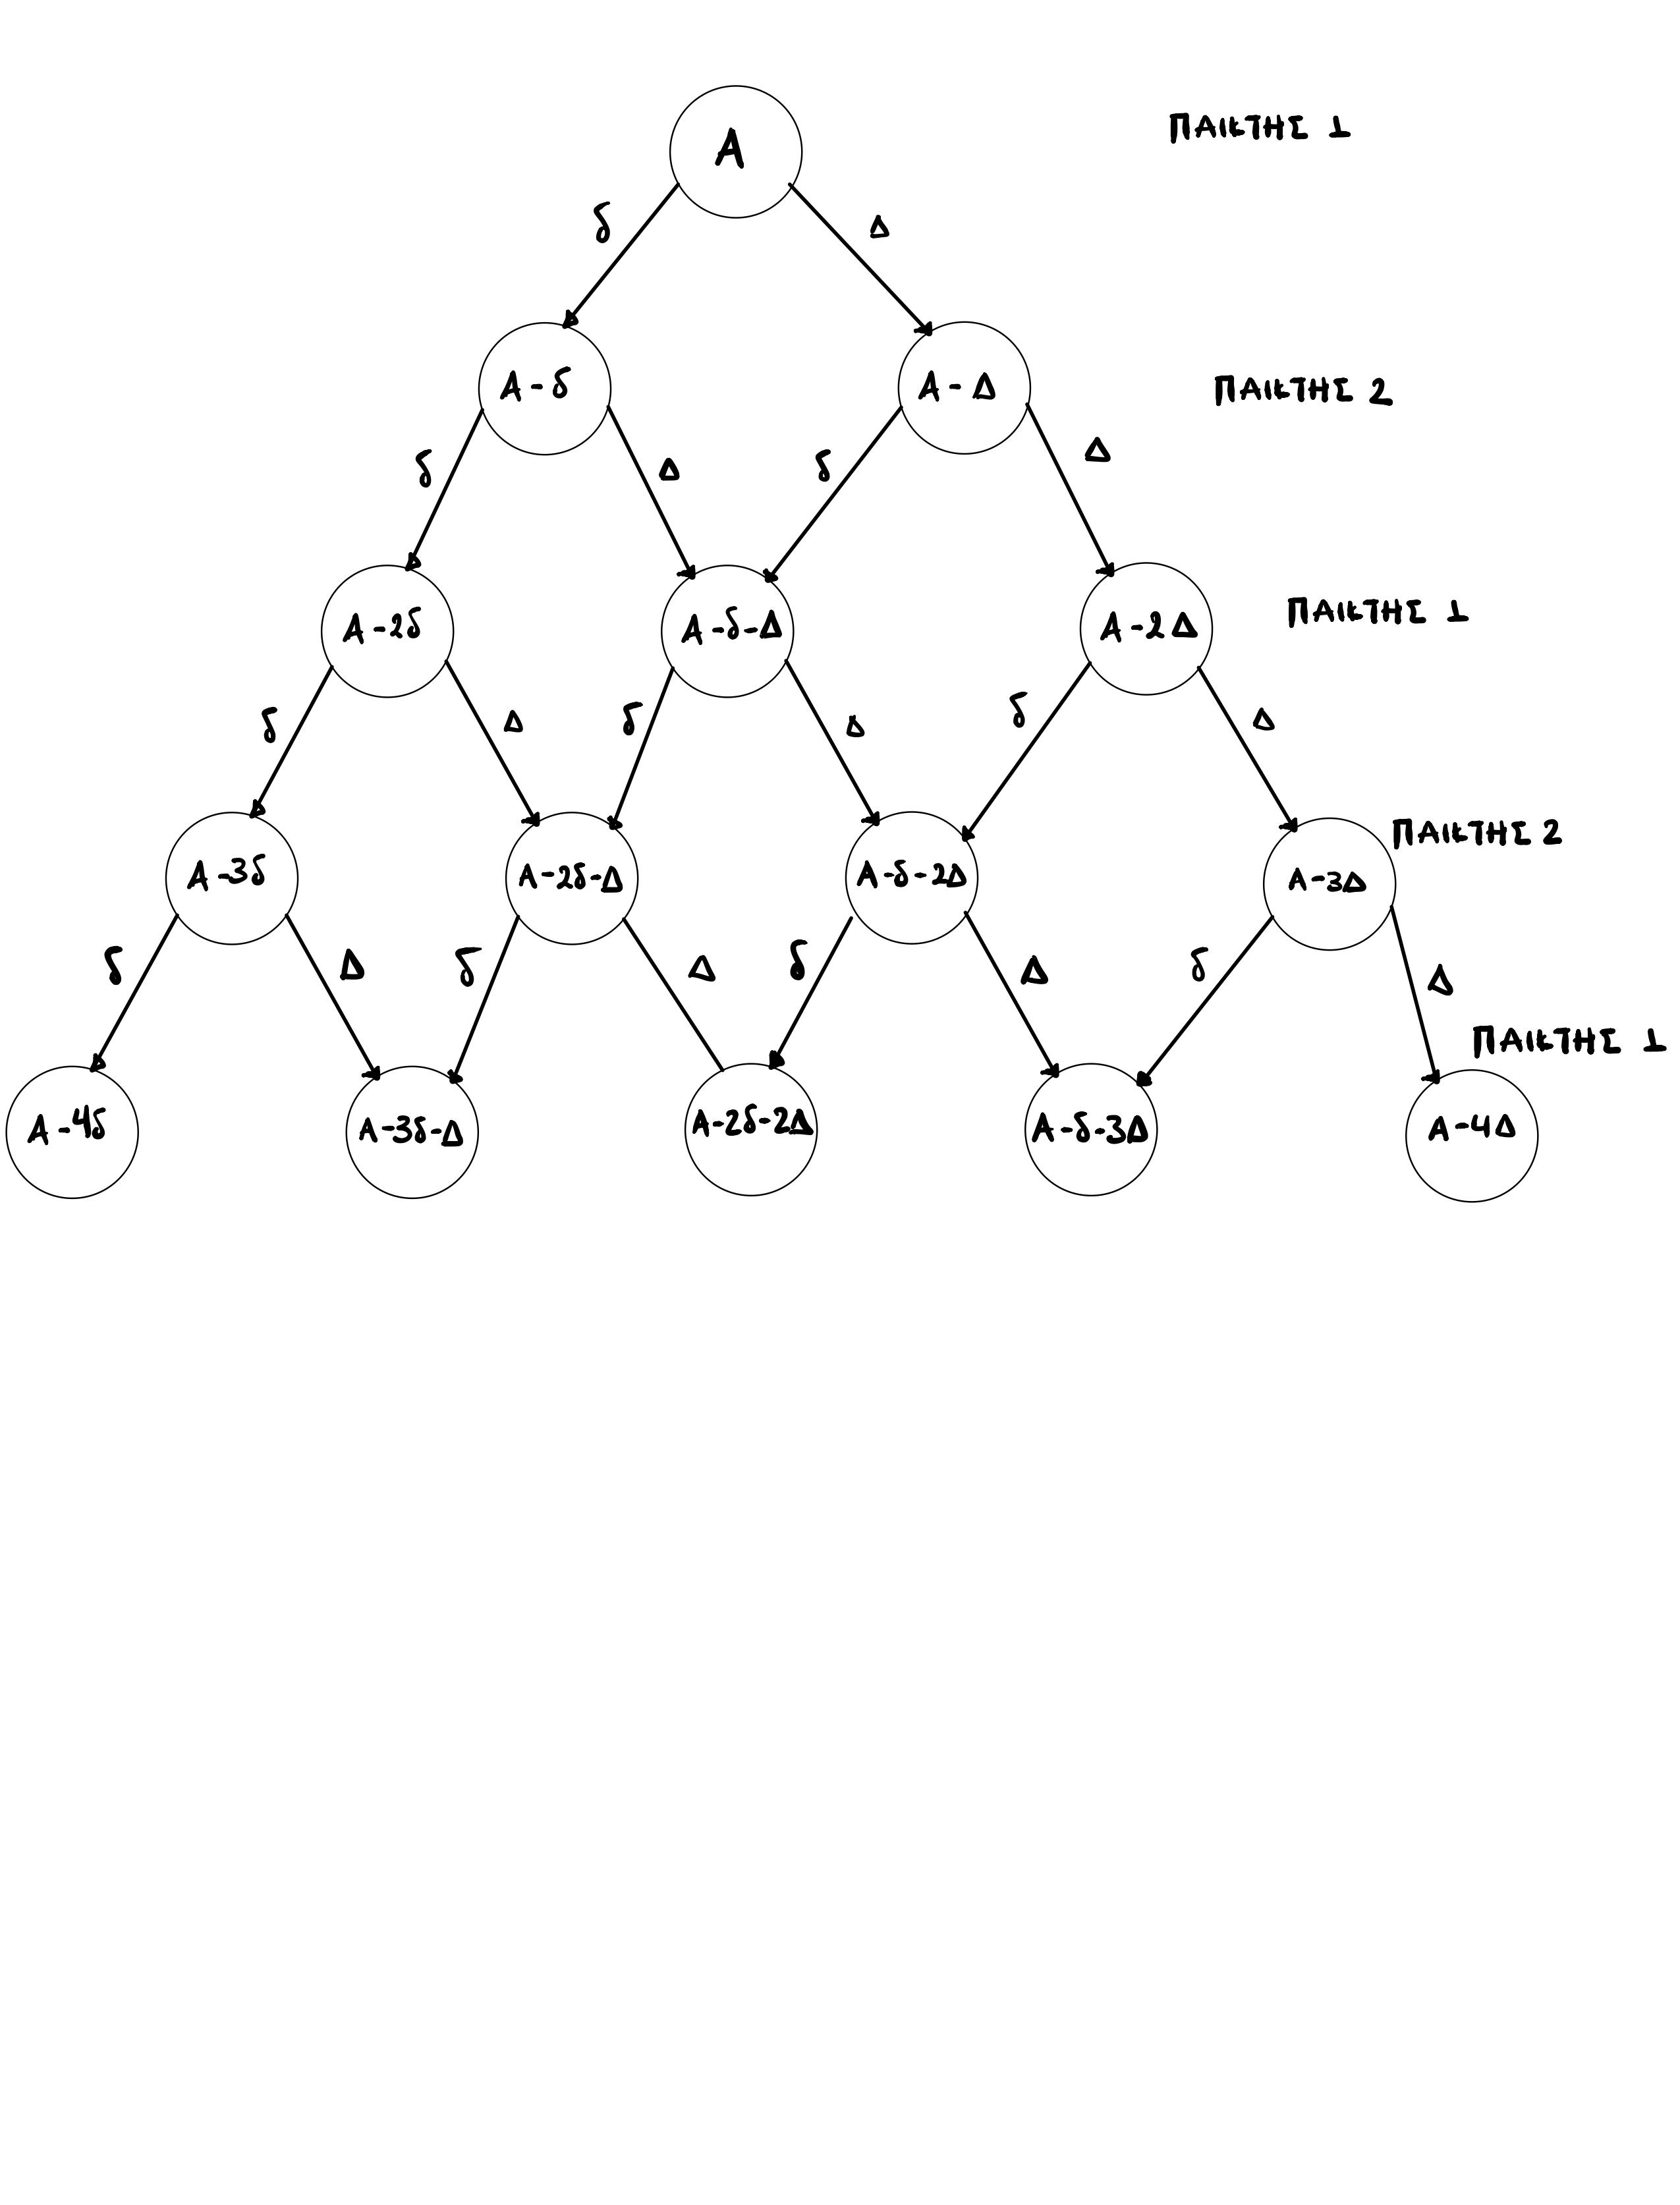 Α ΠΑΙΚΤΗΣ 1
δ Δ
Α-δ Α-Δ ΠΑΙΚΤΗΣ 2
δ Δ δ Δ
Α-2δ Α-δ-Δ Α-2Δ ΠΑΙΚΤΗΣ 1
δ Δ δ Δ δ Δ
Α-3δ Α-2δ-Δ Α-δ-2Δ Α-3Δ ΠΑΙΚΤΗΣ 2
δ Δ δ Δ δ Δ δ Δ
ΠΑΙΚΤΗΣ 1
Α-4δ Α-3δ-Δ Α-2δ-2Δ Α-δ-3Δ Α-4Δ